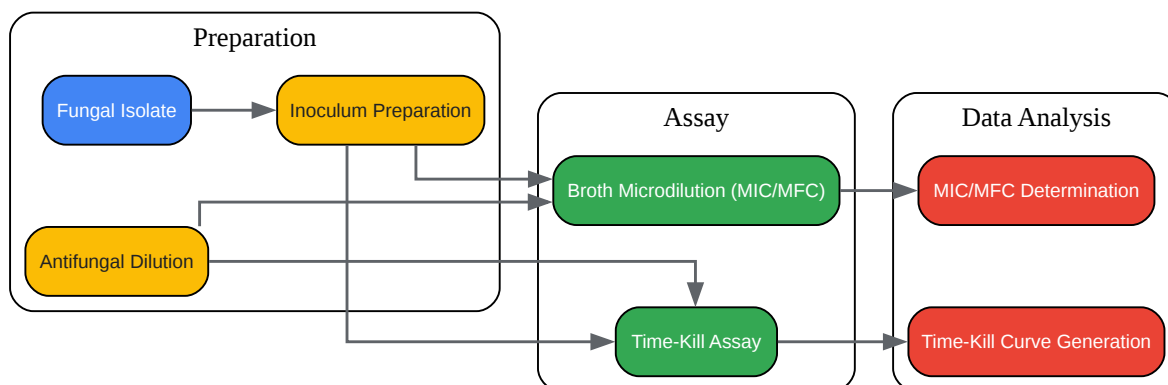 Preparation
Fungal Isolate
Inoculum Preparation
Antifungal Dilution
Assay
Broth Microdilution (MIC/MFC)
Time-Kill Assay
Data Analysis
MIC/MFC Determination
Time-Kill Curve Generation